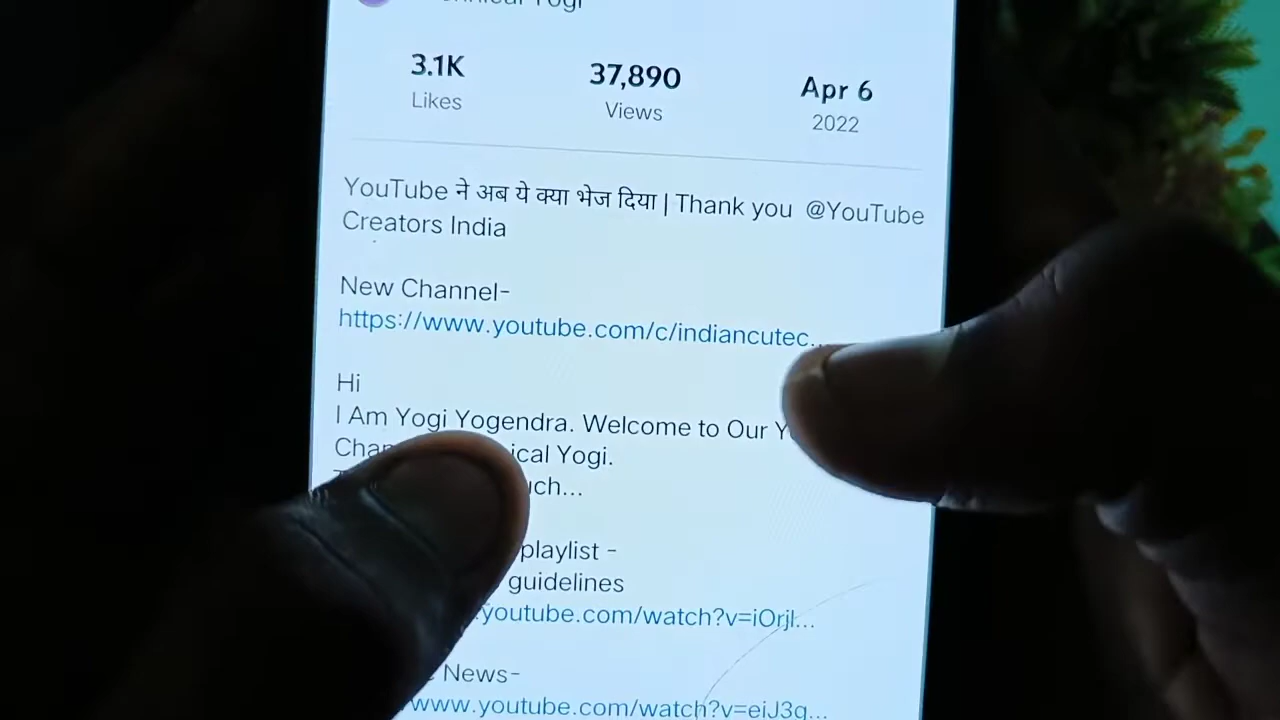 Yogi
3.1K
Likes
37,890
Views
Apr 6
2022
YouTube ने अब ये क्या भेज दिया | Thank you @YouTube
Creators India
New Channel-
https://www.youtube.com/c/indiancutec...
Hi
I Am Yogi Yogendra. Welcome to Our
ical Yogi.
playlist -
guidelines
youtube.com/watch?v=iOrjl...
News-
www.youtube.com/watch?v=eiJ3g...